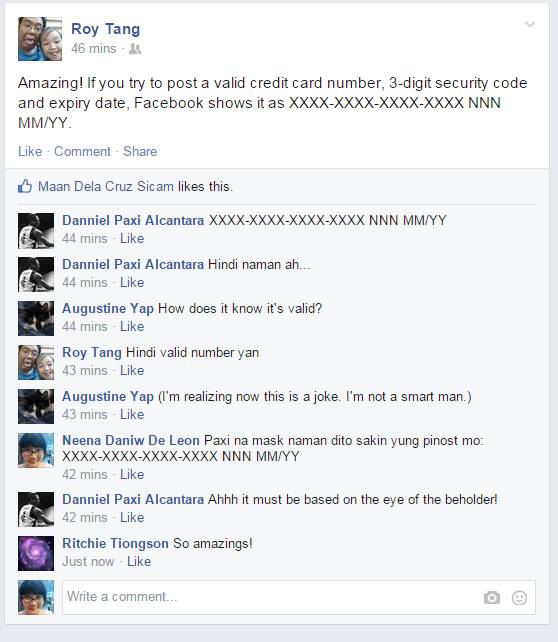 Roy Tang
46 mins ·
Amazing! If you try to post a valid credit card number, 3-digit security code
and expiry date, Facebook shows it as XXXX-XXXX-XXXX-XXXX NNN
MM/YY.
Like · Comment · Share
Maan Dela Cruz Sicam likes this.
Danniel Paxi Alcantara XXXX-XXXX-XXXX-XXXX NNN MM/YY
44 mins · Like
Danniel Paxi Alcantara Hindi naman ah...
44 mins · Like
Augustine Yap How does it know it's valid?
44 mins · Like
Roy Tang Hindi valid number yan
43 mins · Like
Augustine Yap (I'm realizing now this is a joke. I'm not a smart man.)
43 mins · Like
Neena Daniw De Leon Paxi na mask naman dito sakin yung pinost mo:
XXXX-XXXX-XXXX-XXXX NNN MM/YY
42 mins · Like
Danniel Paxi Alcantara Ahhh it must be based on the eye of the beholder!
42 mins · Like
Ritchie Tiongson So amazings!
Just now · Like
Write a comment...